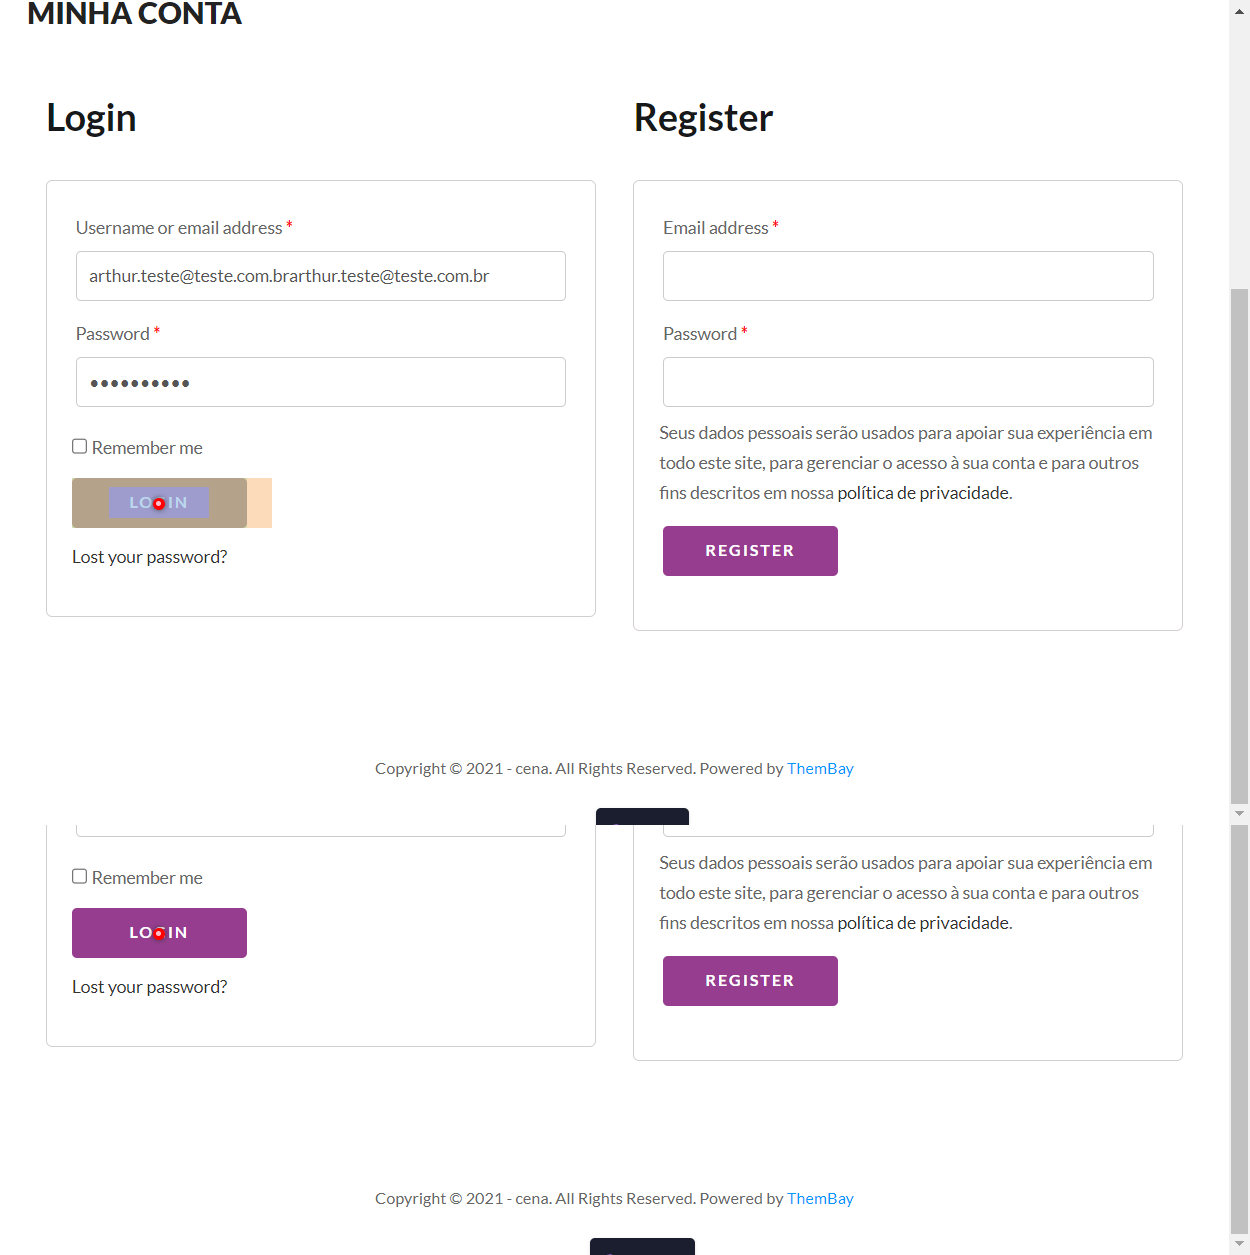 MINHA CONTA
Login
Register
Username or email address *
arthur.teste@teste.com.brarthur.teste@teste.com.br
Password *
Remember me
LOGIN
Lost your password?
Email address *
Password *
Seus dados pessoais serão usados para apoiar sua experiência em
todo este site, para gerenciar o acesso à sua conta e para outros
fins descritos em nossa política de privacidade.
REGISTER
Copyright © 2021 - cena. All Rights Reserved. Powered by ThemBay
Remember me
LOGIN
Lost your password?
Seus dados pessoais serão usados para apoiar sua experiência em
todo este site, para gerenciar o acesso à sua conta e para outros
fins descritos em nossa política de privacidade.
REGISTER
Copyright © 2021 - cena. All Rights Reserved. Powered by ThemBay